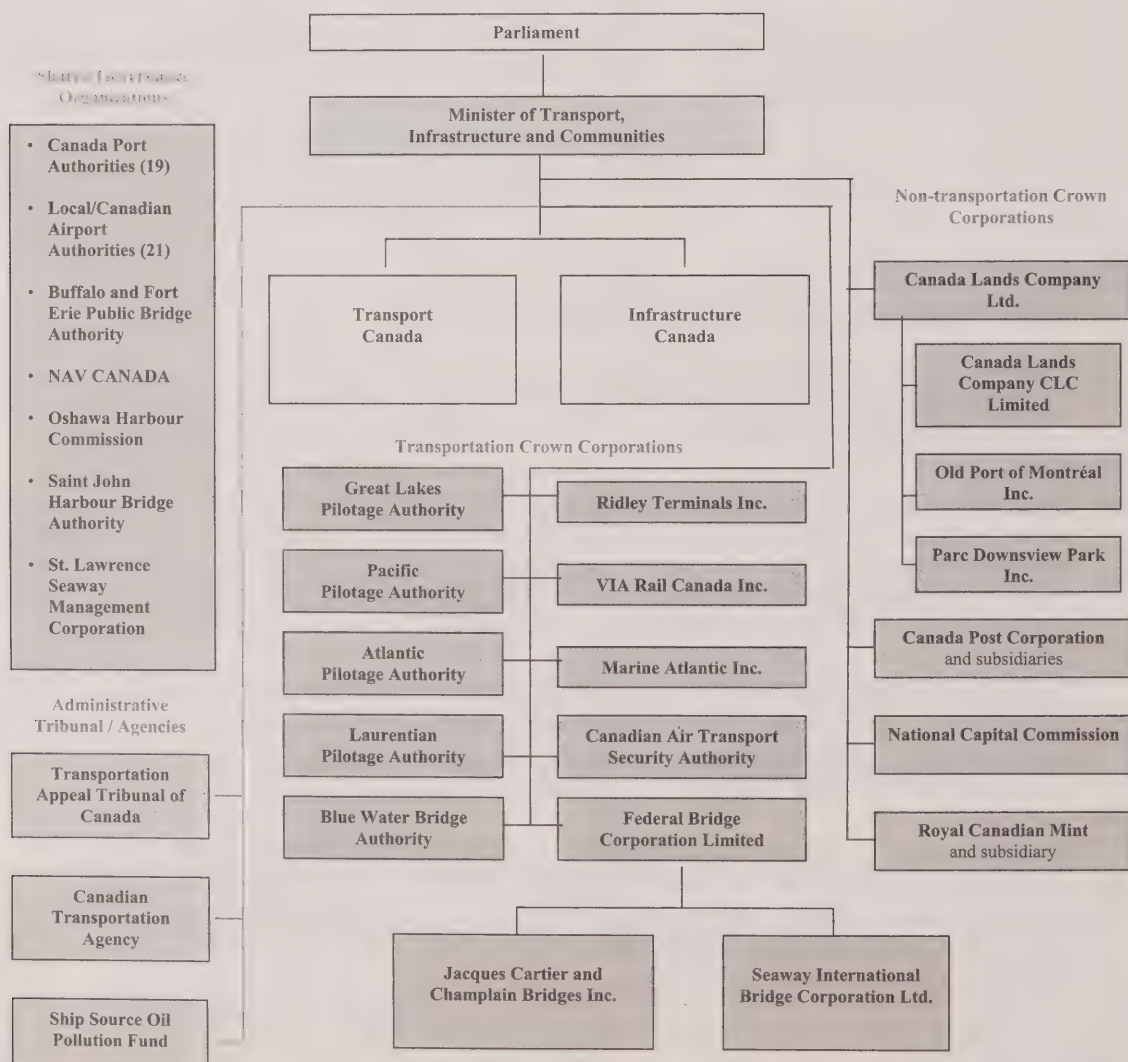 Parliament
Minister of Transport,
Infrastructure and Communities
Shared Governance
Organizations
• Canada Port
Authorities (19)
• Local/Canadian
Airport
Authorities (21)
• Buffalo and Fort
Erie Public Bridge
Authority
• NAV CANADA
• Oshawa Harbour
Commission
• Saint John
Harbour Bridge
Authority
• St. Lawrence
Seaway
Management
Corporation
Administrative
Tribunal / Agencies
Transportation
Appeal Tribunal of
Canada
Canadian
Transportation
Agency
Ship Source Oil
Pollution Fund
Transport
Canada
Infrastructure
Canada
Transportation Crown Corporations
Great Lakes
Pilotage Authority
Ridley Terminals Inc.
Pacific
Pilotage Authority
VIA Rail Canada Inc.
Atlantic
Pilotage Authority
Marine Atlantic Inc.
Laurentian
Pilotage Authority
Canadian Air Transport
Security Authority
Blue Water Bridge
Authority
Federal Bridge
Corporation Limited
Jacques Cartier and
Champlain Bridges Inc.
Seaway International
Bridge Corporation Ltd.
Non-transportation Crown
Corporations
Canada Lands Company
Ltd.
Canada Lands
Company CLC
Limited
Old Port of Montréal
Inc.
Parc Downsview Park
Inc.
Canada Post Corporation
and subsidiaries
National Capital Commission
Royal Canadian Mint
and subsidiary